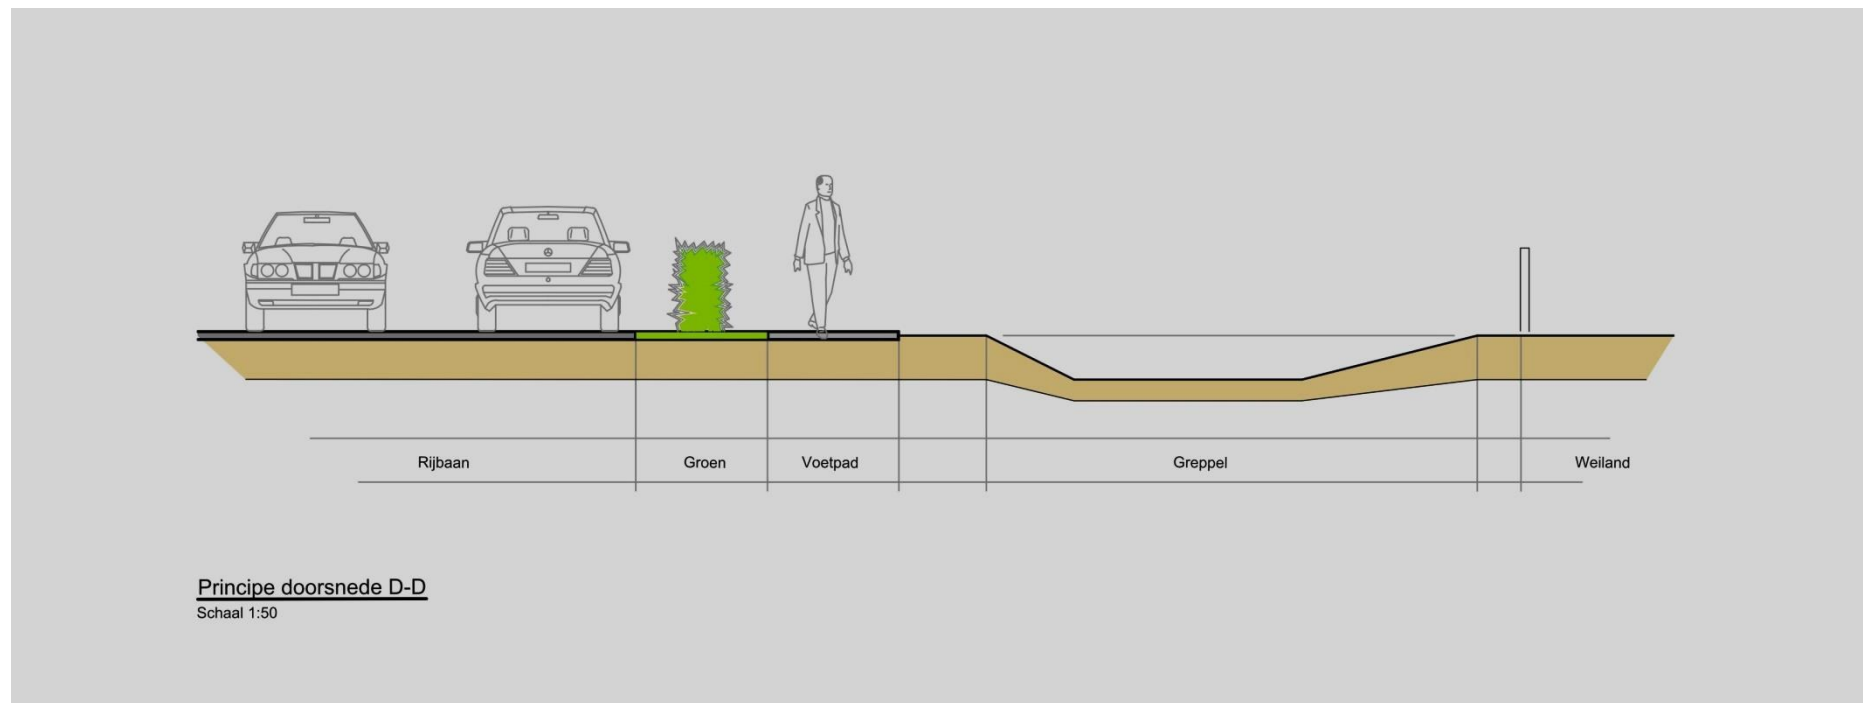 Rijbaan Groen Voetpad Greppel Weiland
Principe doorsnede D-D
Schaal 1:50